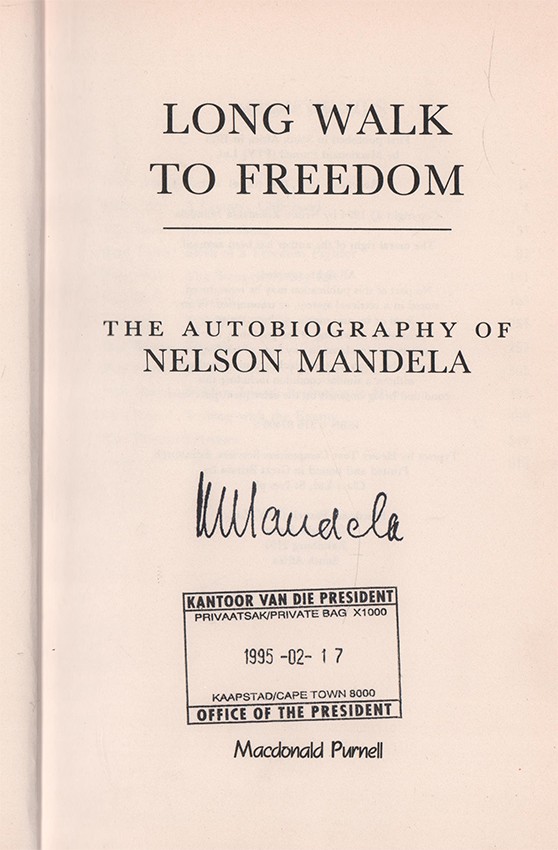 LONG WALK
TO FREEDOM
THE AUTOBIOGRAPHY OF
NELSON MANDELA
NMandela
KANTOOR VAN DIE PRESIDENT
PRIVAATSAK/PRIVATE BAG X1000
1995 -02- 17
KAAPSTAD/CAPE TOWN 8000
OFFICE OF THE PRESIDENT
Macdonald Purnell